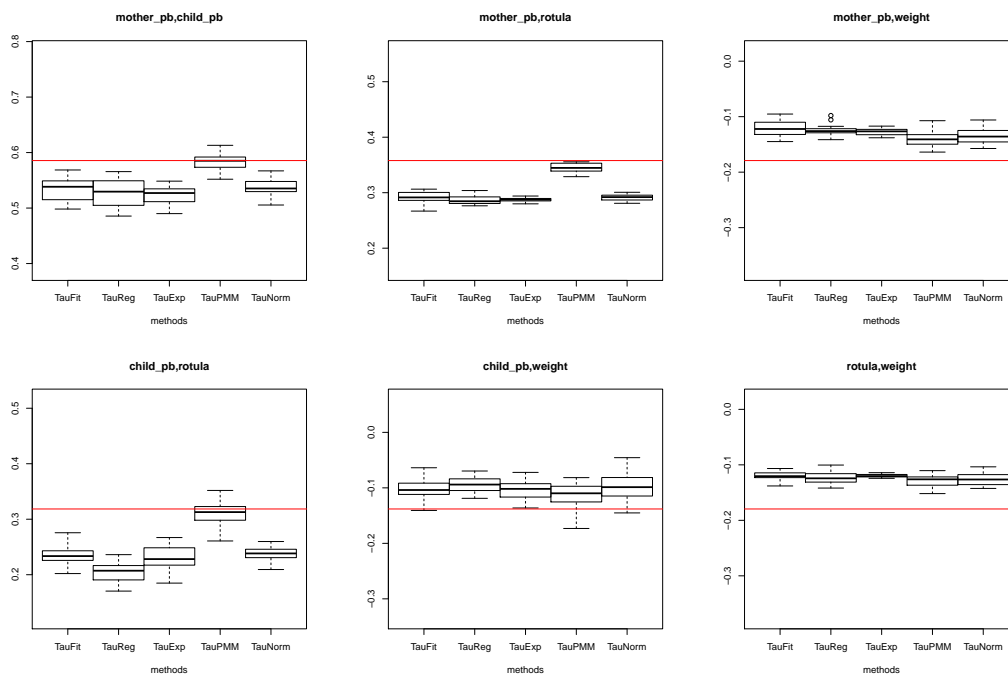 mother_pb,child_pb
0.8
0.7
0.6
0.5
0.4
TauFit TauReg TauExp TauPMM TauNorm
methods
mother_pb,rotula
0.5
0.4
0.3
0.2
TauFit TauReg TauExp TauPMM TauNorm
methods
mother_pb,weight
0.0
−0.1
−0.2
−0.3
TauFit TauReg TauExp TauPMM TauNorm
methods
child_pb,rotula
0.5
0.4
0.3
0.2
TauFit TauReg TauExp TauPMM TauNorm
methods
child_pb,weight
0.0
−0.1
−0.2
−0.3
TauFit TauReg TauExp TauPMM TauNorm
methods
rotula,weight
0.0
−0.1
−0.2
−0.3
TauFit TauReg TauExp TauPMM TauNorm
methods